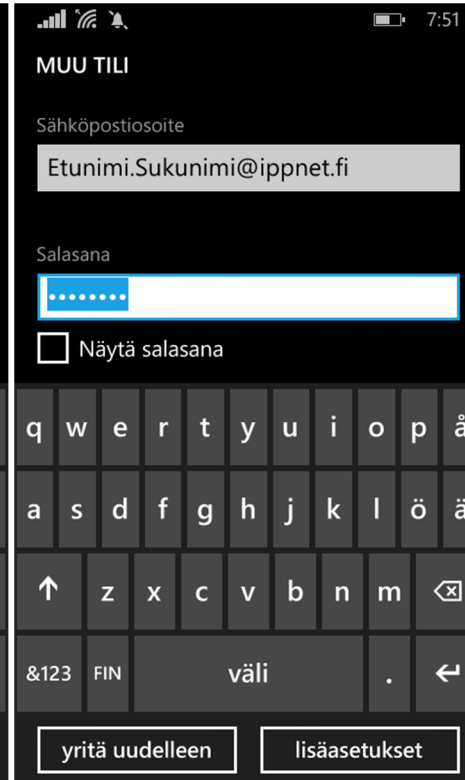 7:51
MUU TILI
Sähköpostiosoite
Etunimi.Sukunimi@ippnet.fi
Salasana
••••••••
Näytä salasana
q w e r t y u i o p å
a s d f g h j k l ö ä
z x c v b n m
&123 FIN väli .
yritä uudelleen lisäasetukset